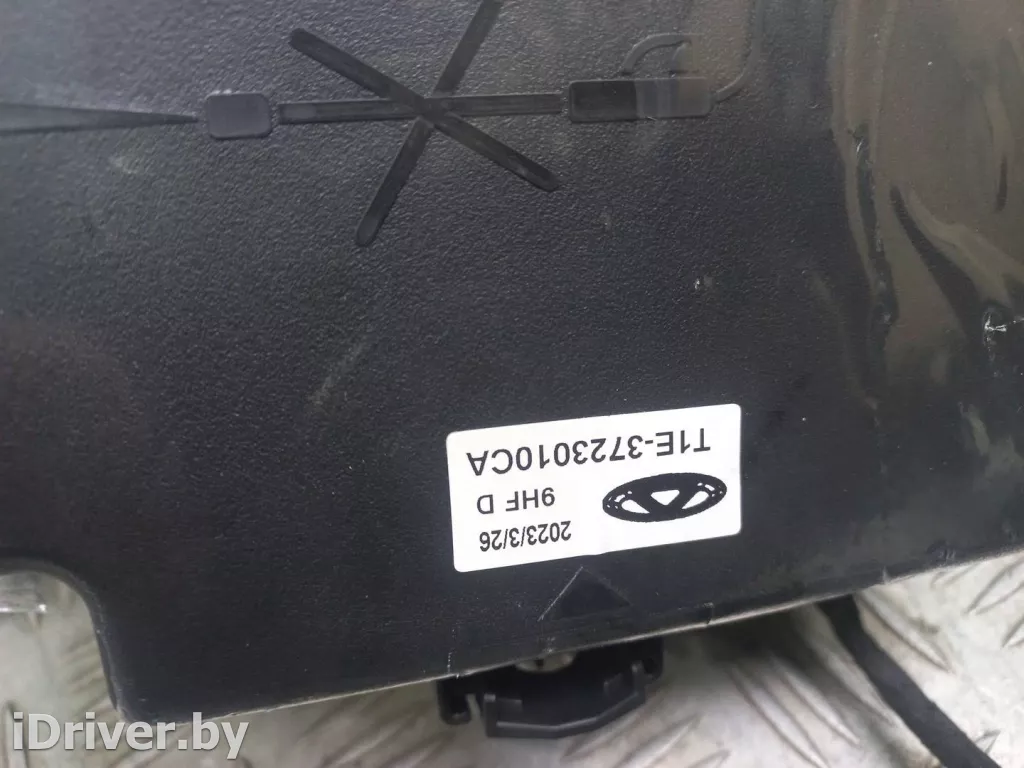 T1E-3723010CA
9HF D
2023/3/26
iDriver.by